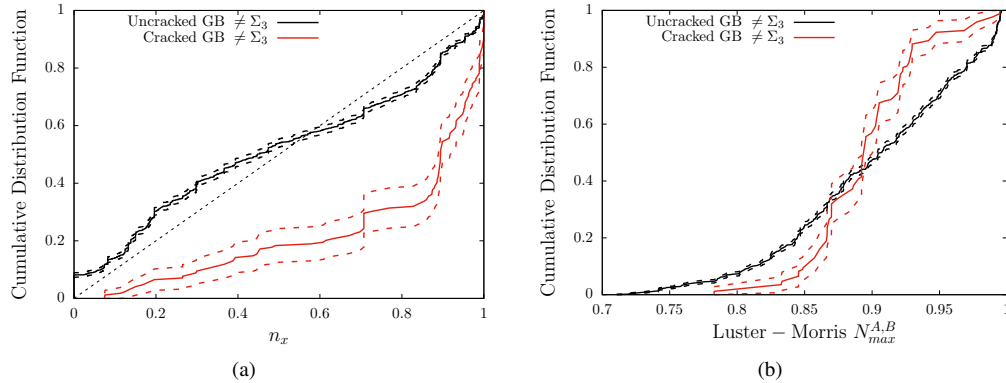 Uncracked GB ≠ Σ₃
Cracked GB ≠ Σ₃
Cumulative Distribution Function
1
0.8
0.6
0.4
0.2
0
0 0.2 0.4 0.6 0.8 1
nₓ
(a)
Uncracked GB ≠ Σ₃
Cracked GB ≠ Σ₃
Cumulative Distribution Function
1
0.8
0.6
0.4
0.2
0
0.7 0.75 0.8 0.85 0.9 0.95 1
Luster − Morris N_{max}^{A,B}
(b)